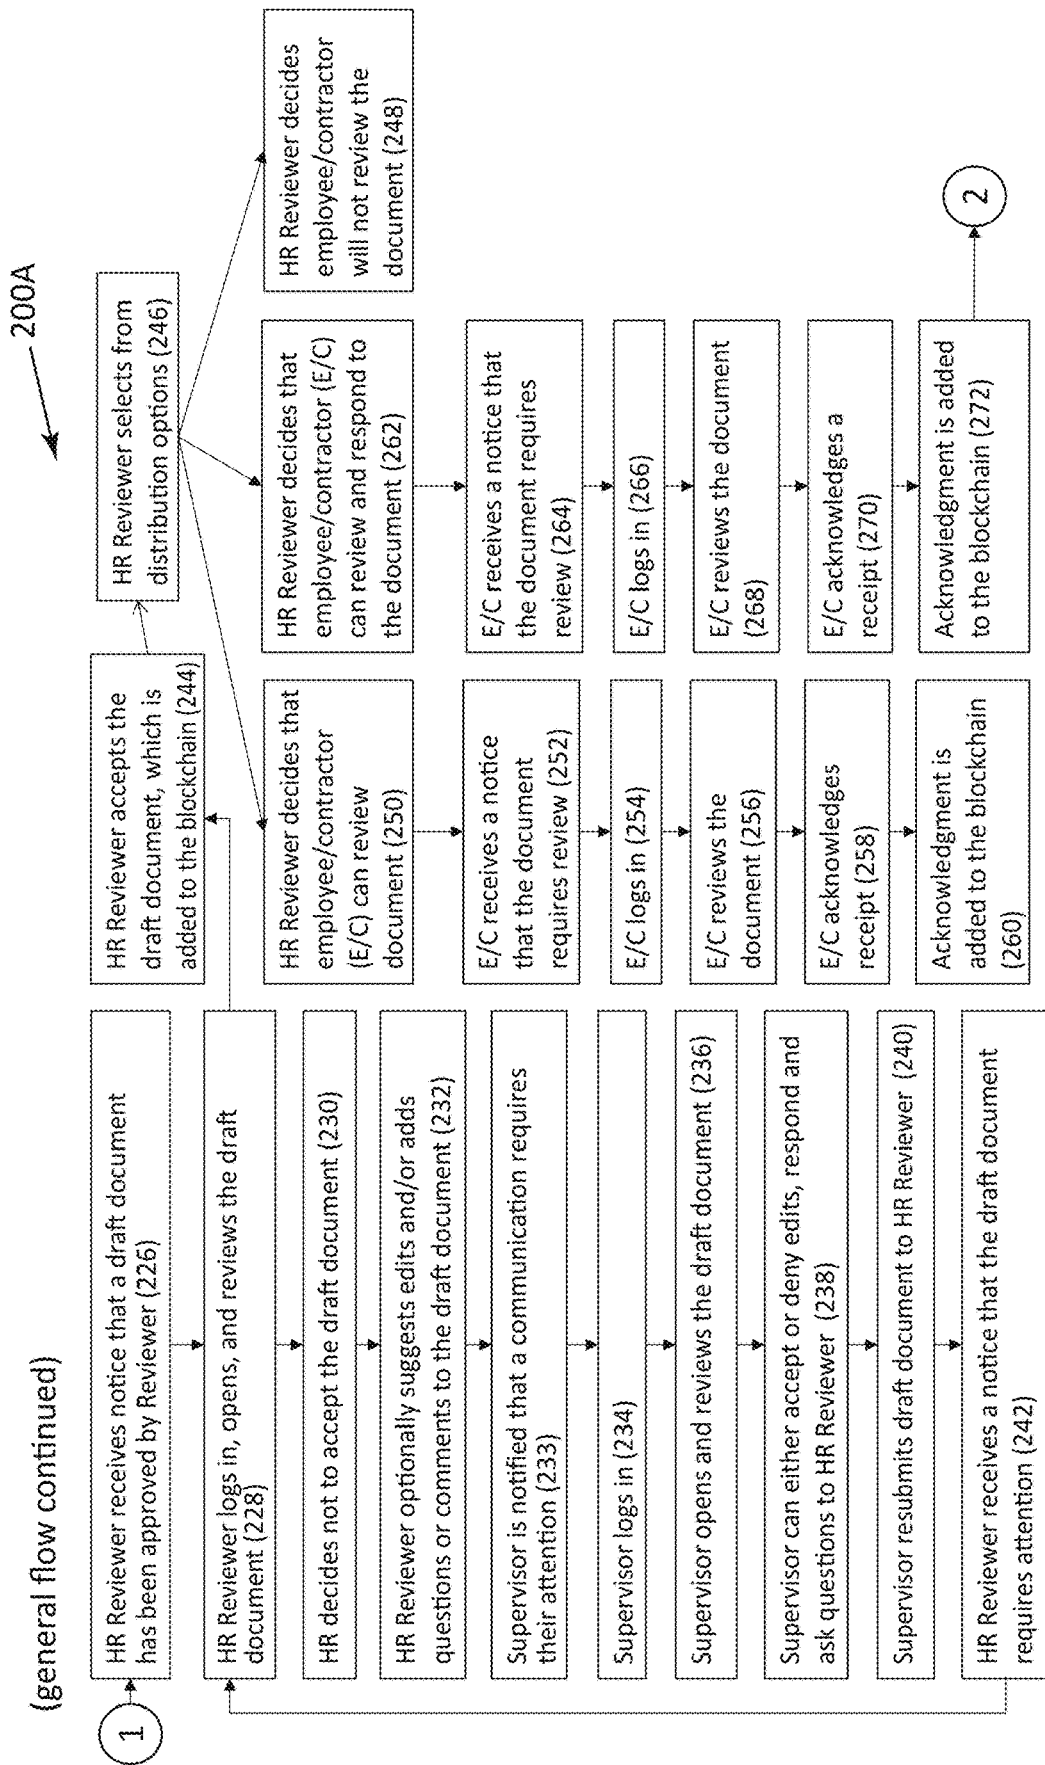 (general flow continued)
200A
1
HR Reviewer receives notice that a draft document
has been approved by Reviewer (226)
HR Reviewer logs in, opens, and reviews the draft
document (228)
HR decides not to accept the draft document (230)
HR Reviewer optionally suggests edits and/or adds
questions or comments to the draft document (232)
Supervisor is notified that a communication requires
their attention (233)
Supervisor logs in (234)
Supervisor opens and reviews the draft document (236)
Supervisor can either accept or deny edits, respond and
ask questions to HR Reviewer (238)
Supervisor resubmits draft document to HR Reviewer (240)
HR Reviewer receives a notice that the draft document
requires attention (242)
HR Reviewer accepts the
draft document, which is
added to the blockchain (244)
HR Reviewer selects from
distribution options (246)
HR Reviewer decides that
employee/contractor
(E/C) can review
document (250)
E/C receives a notice
that the document
requires review (252)
E/C logs in (254)
E/C reviews the
document (256)
E/C acknowledges
receipt (258)
Acknowledgment is
added to the blockchain
(260)
HR Reviewer decides that
employee/contractor (E/C)
can review and respond to
the document (262)
E/C receives a notice that
the document requires
review (264)
E/C logs in (266)
E/C reviews the document
(268)
E/C acknowledges a
receipt (270)
Acknowledgment is added
to the blockchain (272)
2
HR Reviewer decides
employee/contractor
will not review the
document (248)